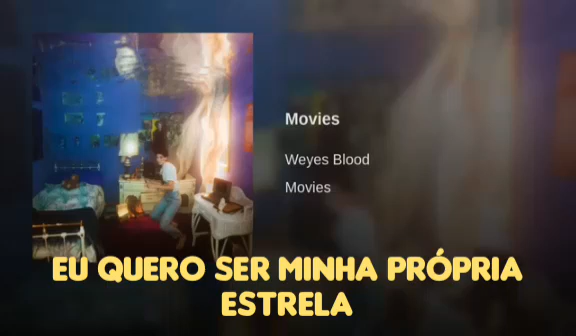 Movies
Weyes Blood
Movies
EU QUERO SER MINHA PRÓPRIA
ESTRELA